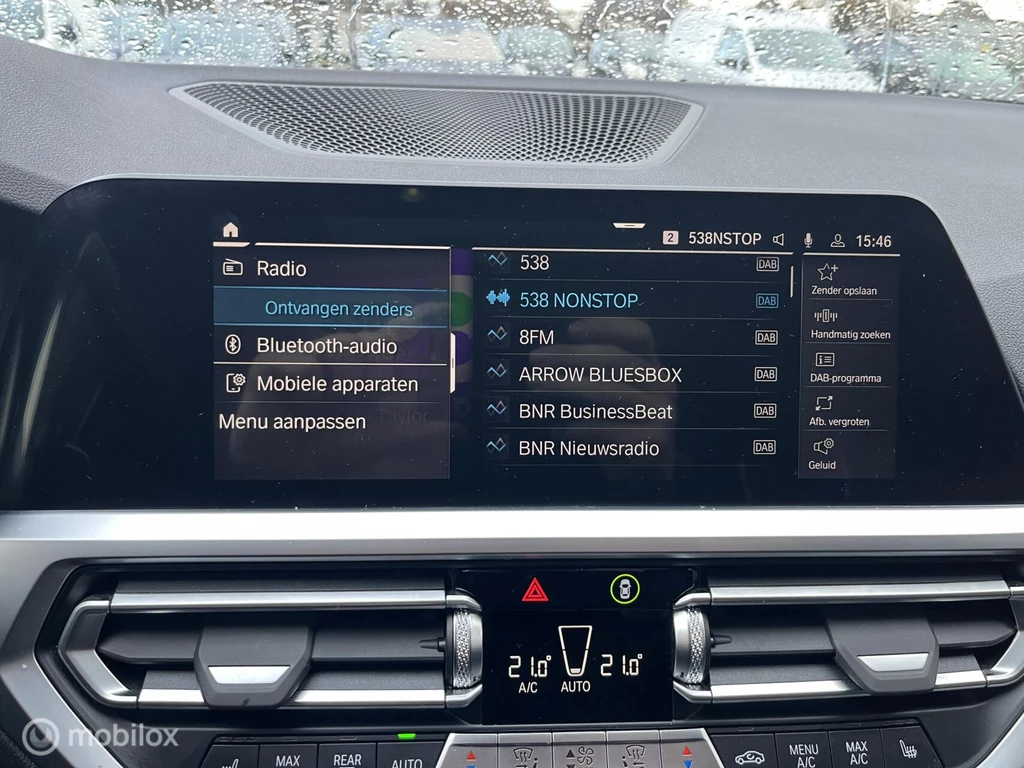 2 538NSTOP 15:46
Radio
Ontvangen zenders
Bluetooth-audio
Mobiele apparaten
Menu aanpassen
Taylor
538 DAB
538 NONSTOP DAB
8FM DAB
ARROW BLUESBOX DAB
BNR BusinessBeat DAB
BNR Nieuwsradio DAB
Zender opslaan
Handmatig zoeken
DAB-programma
Afb. vergroten
Geluid
21.0° 21.0°
A/C AUTO
MAX
REAR
AUTO
MENU
A/C
MAX
A/C
mobilox